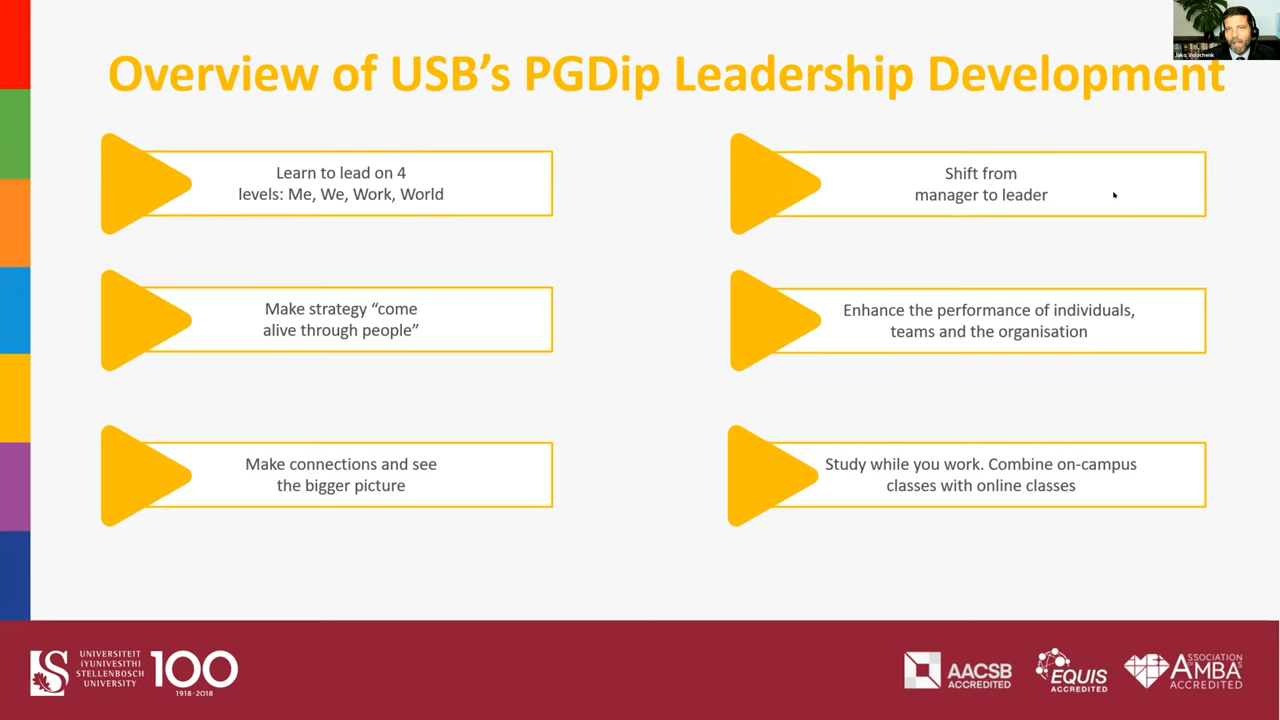 Overview of USB's PGDip Leadership Development
Jako Volschenk
Learn to lead on 4
levels: Me, We, Work, World
Shift from
manager to leader
Make strategy “come
alive through people”
Enhance the performance of individuals,
teams and the organisation
Make connections and see
the bigger picture
Study while you work. Combine on-campus
classes with online classes
UNIVERSITEIT
iYUNIVESITHI
STELLENBOSCH
UNIVERSITY
100
1918·2018
AACSB
ACCREDITED
EQUIS
ACCREDITED
ASSOCIATION
OF
AMBA'S
ACCREDITED